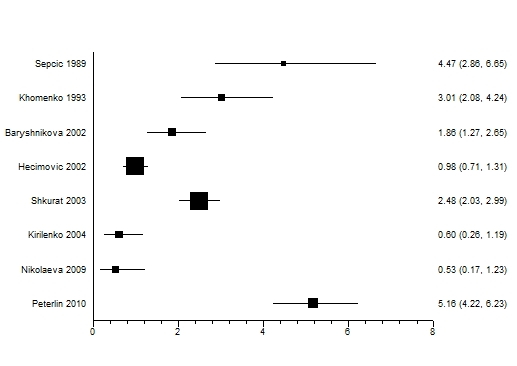 Sepcic 1989 4.47 (2.86, 6.65)
Khomenko 1993 3.01 (2.08, 4.24)
Baryshnikova 2002 1.86 (1.27, 2.65)
Hecimovic 2002 0.98 (0.71, 1.31)
Shkurat 2003 2.48 (2.03, 2.99)
Kirilenko 2004 0.60 (0.26, 1.19)
Nikolaeva 2009 0.53 (0.17, 1.23)
Peterlin 2010 5.16 (4.22, 6.23)
0 2 4 6 8